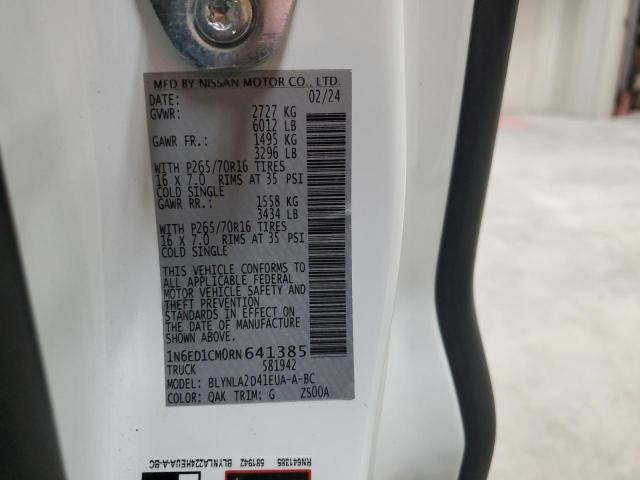 MFD BY NISSAN MOTOR CO., LTD.
DATE: 02/24
GVWR: 2727 KG
6012 LB
GAWR FR.: 1495 KG
3296 LB
WITH P265/70R16 TIRES
16 X 7.0 RIMS AT 35 PSI
COLD SINGLE
GAWR RR.: 1558 KG
3434 LB
WITH P265/70R16 TIRES
16 X 7.0 RIMS AT 35 PSI
COLD SINGLE
THIS VEHICLE CONFORMS TO
ALL APPLICABLE FEDERAL
MOTOR VEHICLE SAFETY AND
THEFT PREVENTION
STANDARDS IN EFFECT ON
THE DATE OF MANUFACTURE
SHOWN ABOVE.
1N6ED1CM0RN641385
TRUCK 581942
MODEL: BLYNLA2D41EUA-A-BC
COLOR: QAK TRIM: G ZS00A
RN641385 581942 BLYNLAZZ4HEUA-A-BC